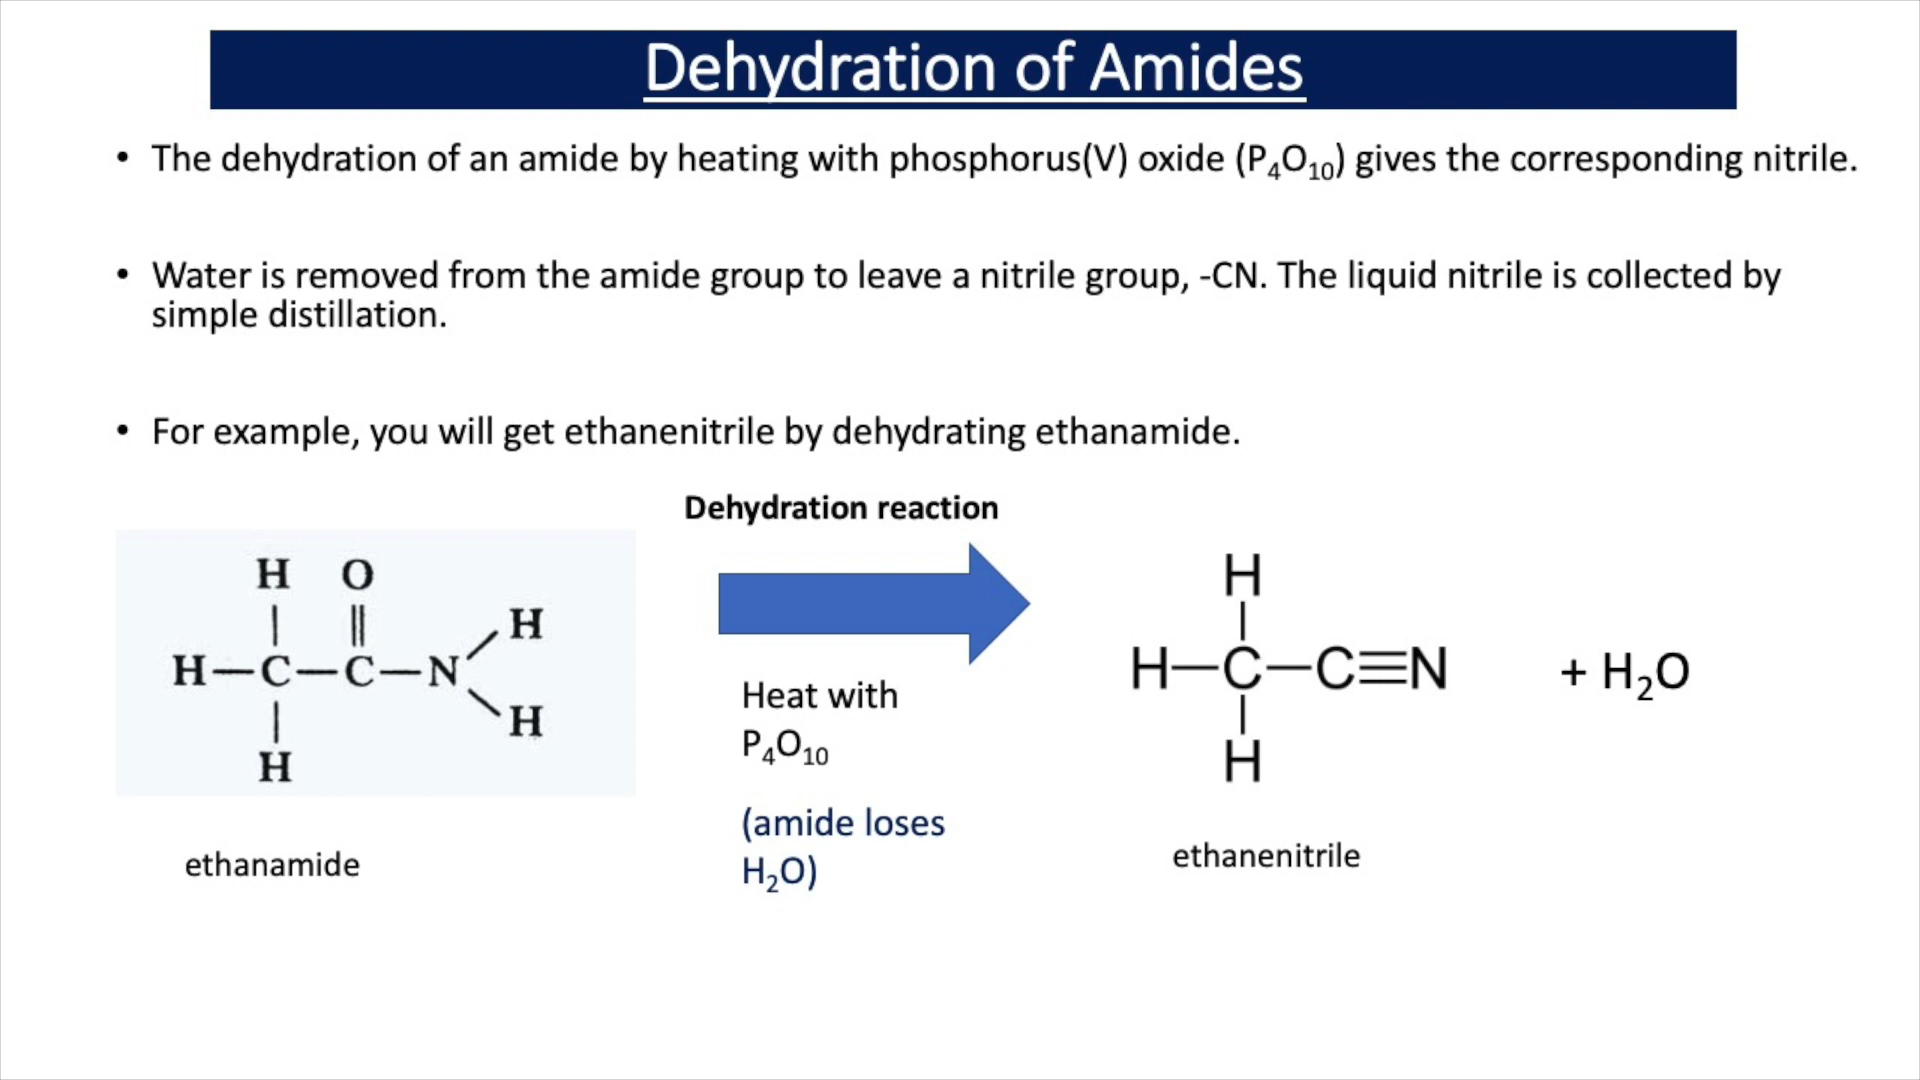 Dehydration of Amides
• The dehydration of an amide by heating with phosphorus(V) oxide (P₄O₁₀) gives the corresponding nitrile.
• Water is removed from the amide group to leave a nitrile group, -CN. The liquid nitrile is collected by
simple distillation.
• For example, you will get ethanenitrile by dehydrating ethanamide.
Dehydration reaction
H O
H
H—C—C—N
H
H
ethanamide
Heat with
P₄O₁₀
(amide loses
H₂O)
H
H—C—C≡N
H
ethanenitrile
+ H₂O